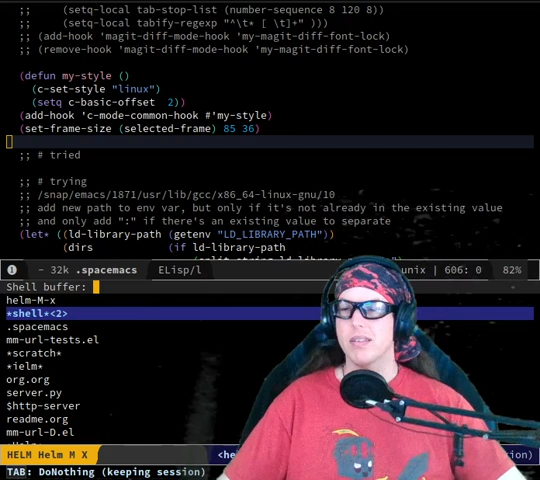 ;;     (setq-local tab-stop-list (number-sequence 8 120 8))
;;     (setq-local tabify-regexp "^\t* [ \t]+" )))
;; (add-hook 'magit-diff-mode-hook 'my-magit-diff-font-lock)
;; (remove-hook 'magit-diff-mode-hook 'my-magit-diff-font-lock)
(defun my-style ()
(c-set-style "linux")
(setq c-basic-offset  2))
(add-hook 'c-mode-common-hook #'my-style)
(set-frame-size (selected-frame) 85 36)
;; # tried
;; # trying
;; /snap/emacs/1871/usr/lib/gcc/x86_64-linux-gnu/10
;; add new path to env var, but only if it's not already in the existing value
;; and only add ":" if there's an existing value to separate
(let* ((ld-library-path (getenv "LD_LIBRARY_PATH"))
(dirs           (if ld-library-path
- 32k .spacemacs   ELisp/l   unix | 606: 0   82%
Shell buffer:
helm-M-x
*shell*<2>
.spacemacs
mm-url-tests.el
*scratch*
*ielm*
org.org
server.py
$http-server
readme.org
mm-url-D.el
HELM Helm M X
TAB: DoNothing (keeping session)